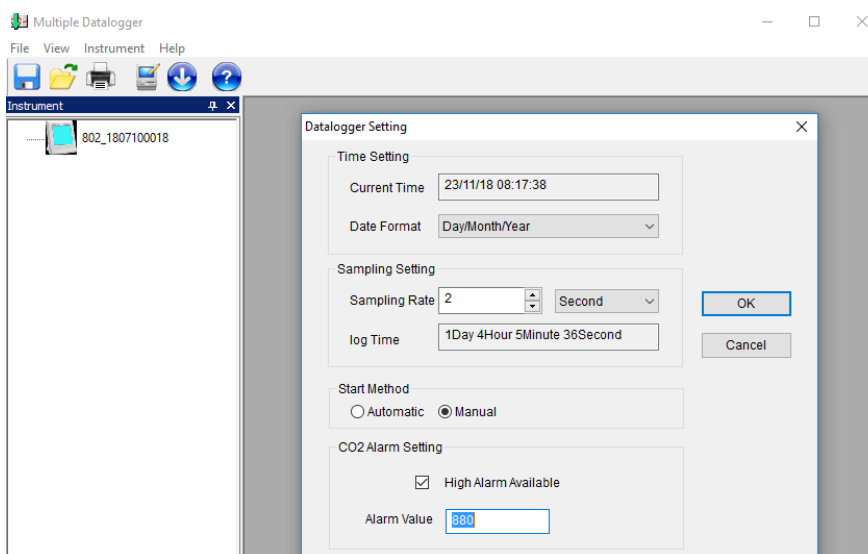 Multiple Datalogger
File View Instrument Help
Instrument
802_1807100018
Datalogger Setting
Time Setting
Current Time 23/11/18 08:17:38
Date Format Day/Month/Year
Sampling Setting
Sampling Rate 2 Second
log Time 1Day 4Hour 5Minute 36Second
OK
Cancel
Start Method
Automatic Manual
CO2 Alarm Setting
High Alarm Available
Alarm Value 880